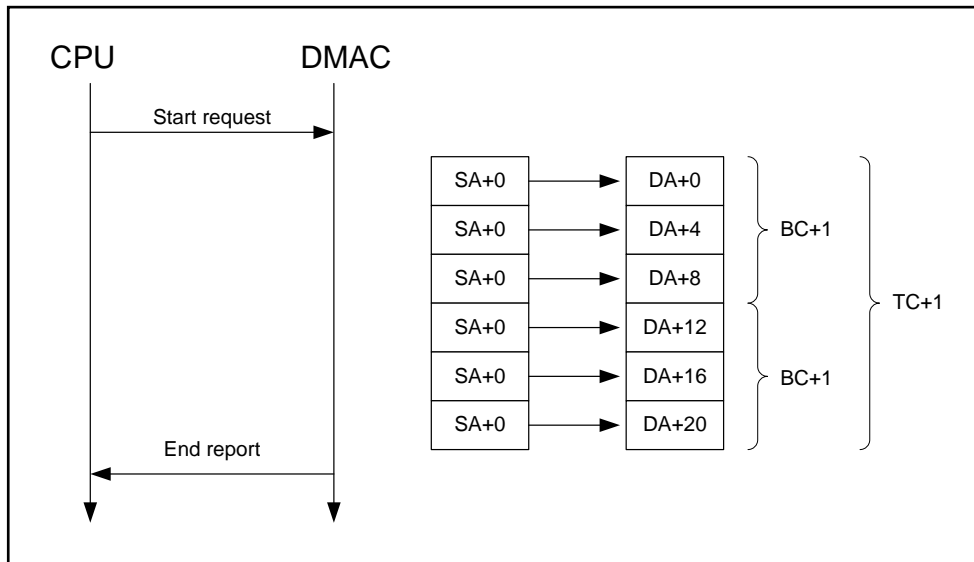 CPU DMAC
Start request
SA+0 DA+0
SA+0 DA+4 BC+1
SA+0 DA+8
TC+1
SA+0 DA+12
SA+0 DA+16 BC+1
SA+0 DA+20
End report